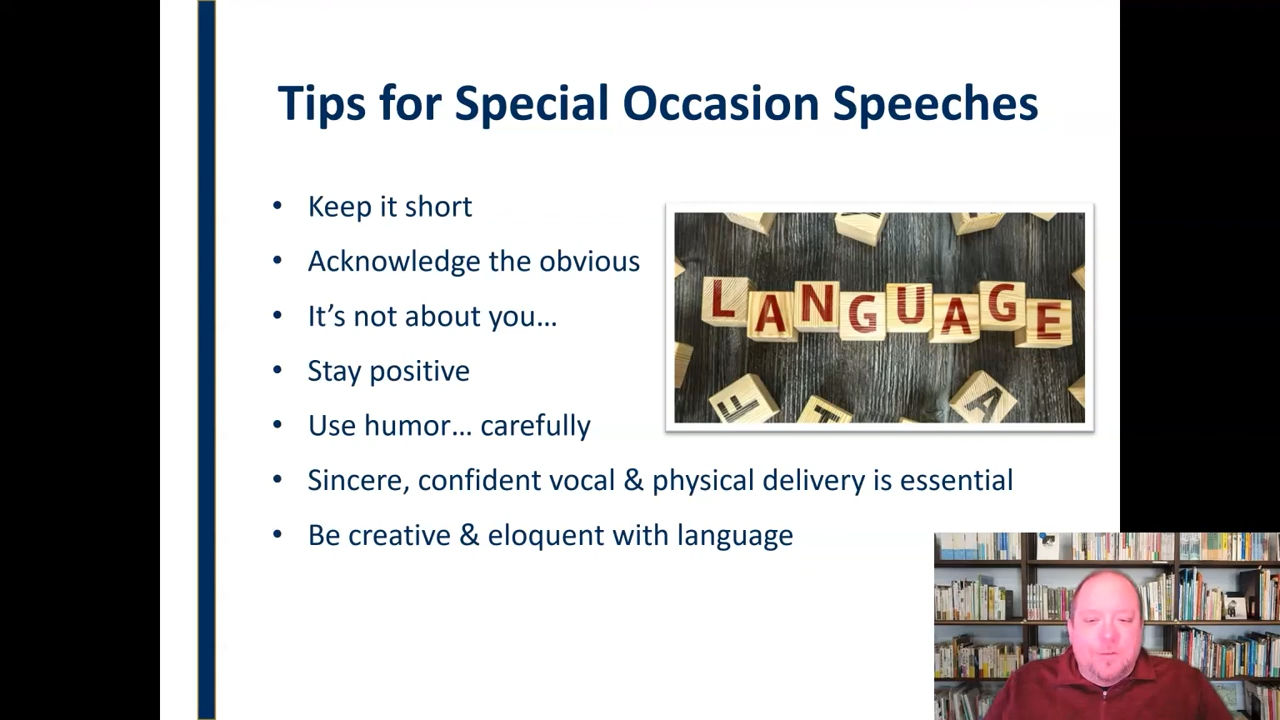 Tips for Special Occasion Speeches
• Keep it short
• Acknowledge the obvious
• It’s not about you…
• Stay positive
• Use humor… carefully
• Sincere, confident vocal & physical delivery is essential
• Be creative & eloquent with language
LANGUAGE
A